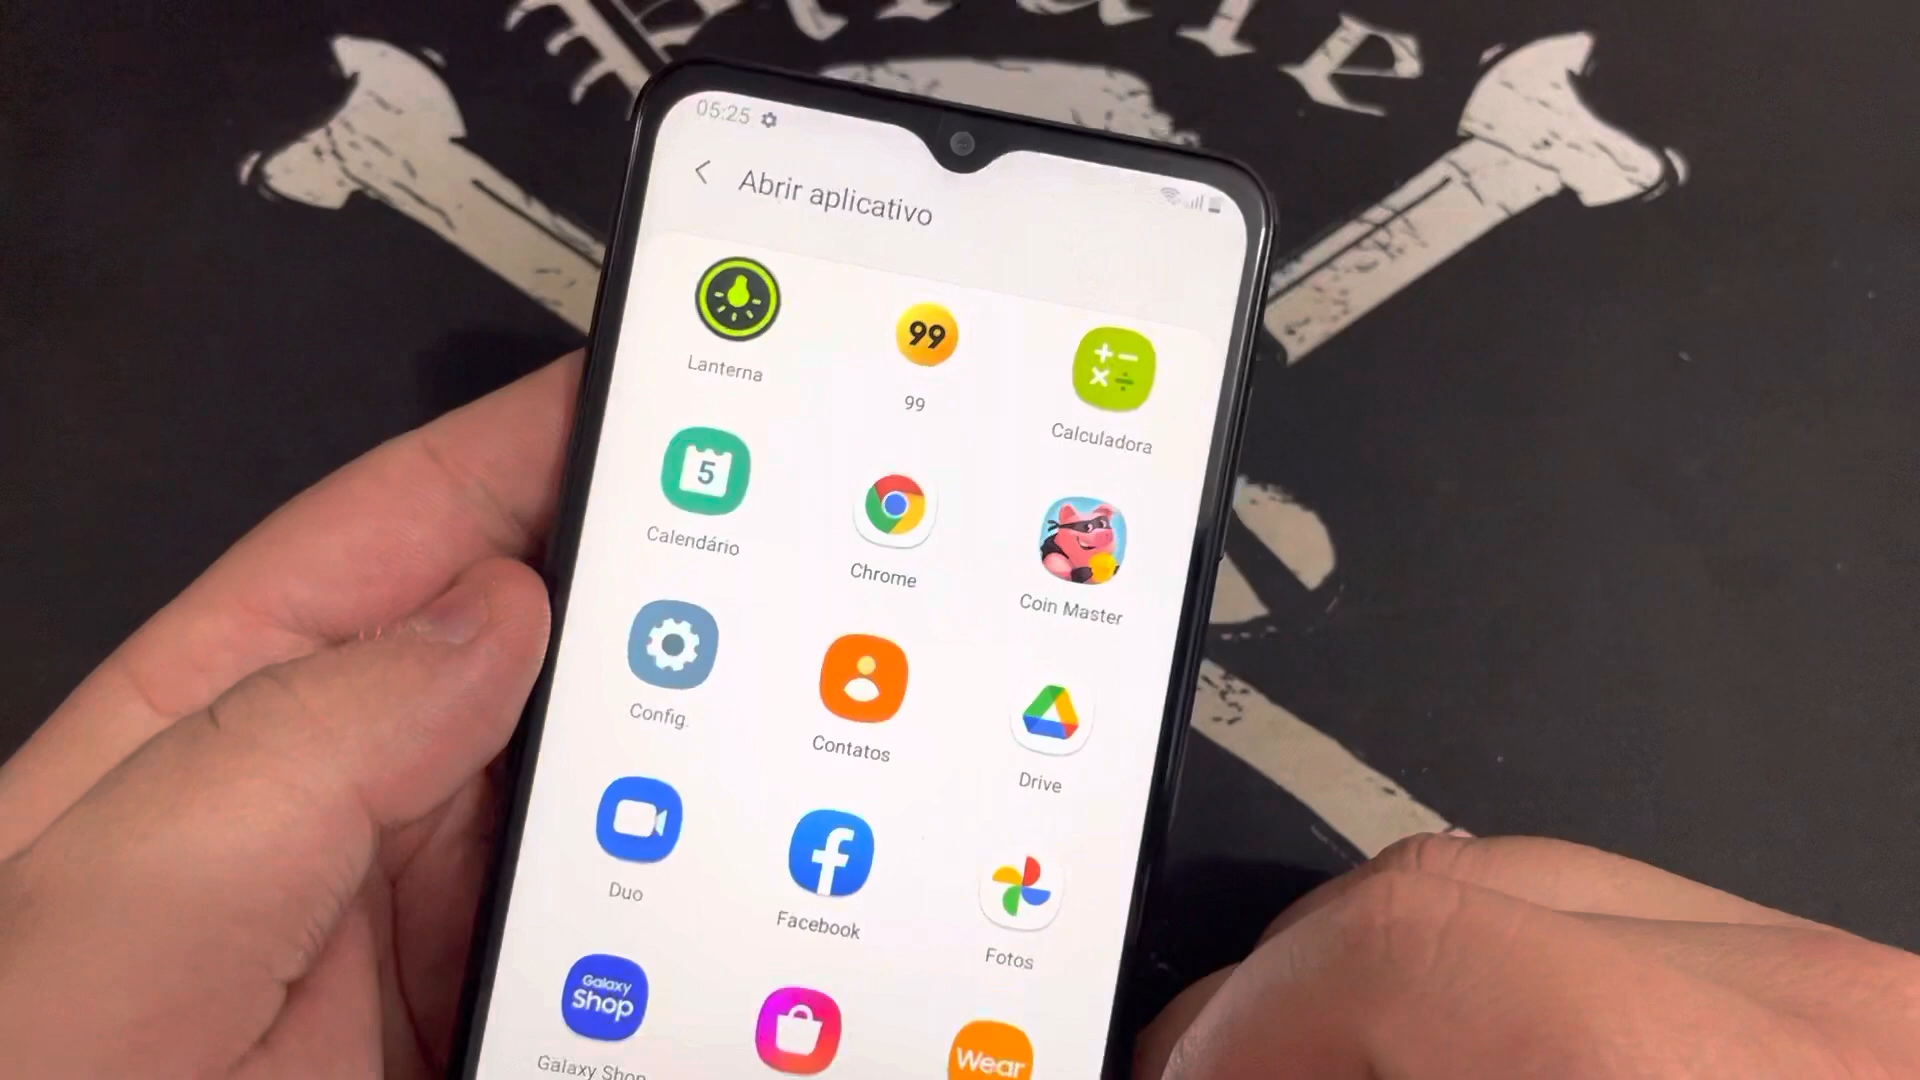 05:25
Abrir aplicativo
99
Lanterna
99
Calculadora
5
Calendário
Chrome
Coin Master
Config.
Contatos
Drive
Duo
Facebook
Fotos
Galaxy
Shop
Wear
Galaxy Shop